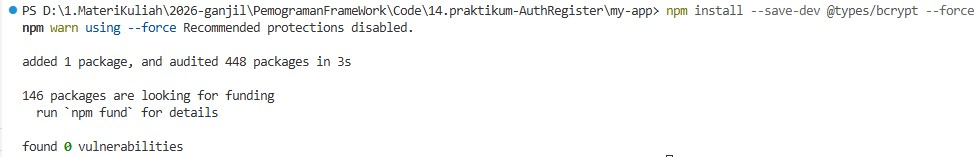 PS D:\1.MateriKuliah\2026-ganjil\PemogramanFrameWork\Code\14.praktikum-AuthRegister\my-app> npm install --save-dev @types/bcrypt --force
npm warn using --force Recommended protections disabled.
added 1 package, and audited 448 packages in 3s
146 packages are looking for funding
  run `npm fund` for details
found 0 vulnerabilities